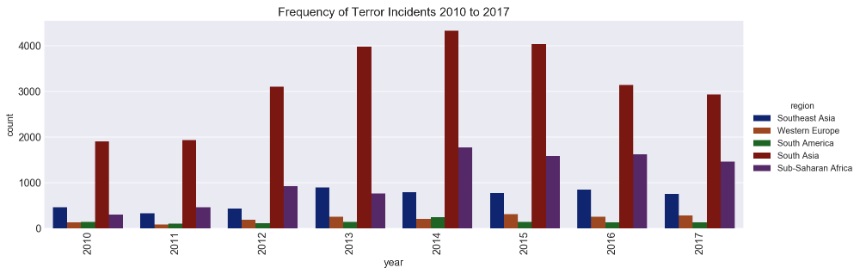 Frequency of Terror Incidents 2010 to 2017
4000
3000
2000
1000
0
count
2010
2011
2012
2013
2014
2015
2016
2017
year
region
Southeast Asia
Western Europe
South America
South Asia
Sub-Saharan Africa